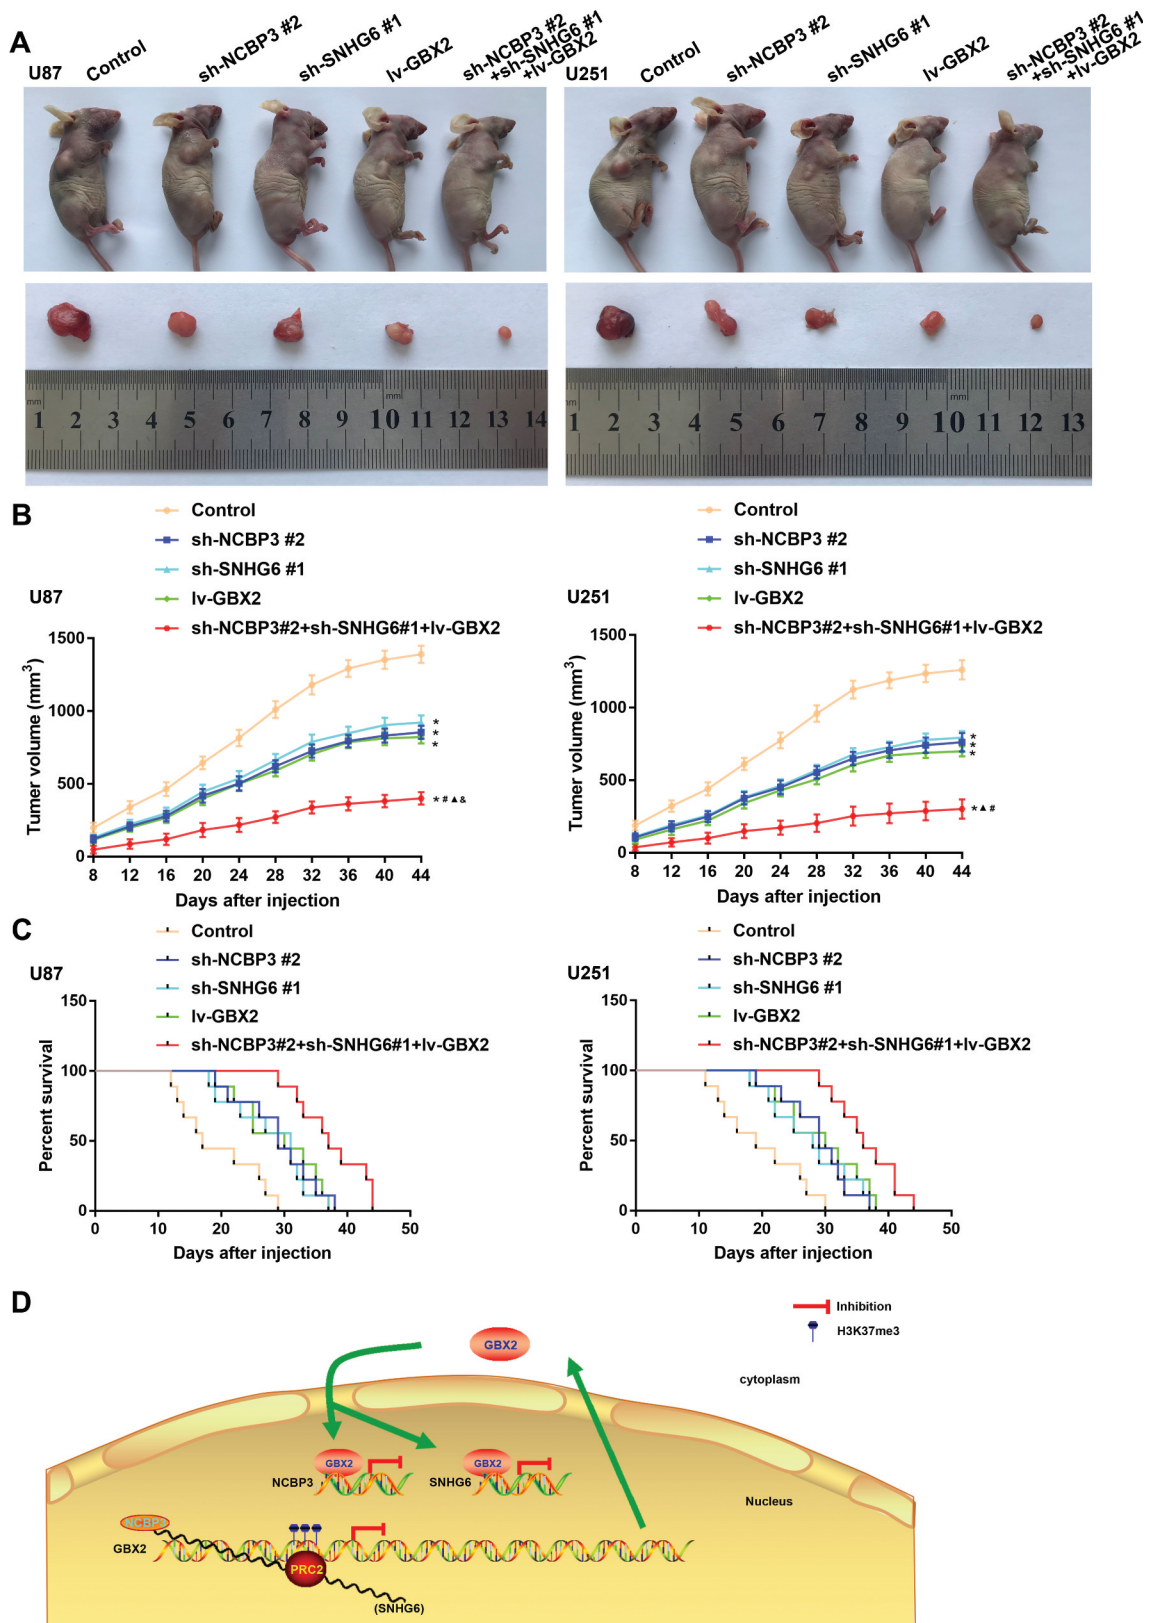 A
U87
Control
sh-NCBP3 #2
sh-SNHG6 #1
lv-GBX2
sh-NCBP3 #2
+sh-SNHG6 #1
+lv-GBX2
U251
Control
sh-NCBP3 #2
sh-SNHG6 #1
lv-GBX2
sh-NCBP3 #2
+sh-SNHG6 #1
+lv-GBX2
mm mm
1 2 3 4 5 6 7 8 9 10 11 12 13 14
mm
1 2 3 4 5 6 7 8 9 10 11 12 13
B
U87
Control
sh-NCBP3 #2
sh-SNHG6 #1
lv-GBX2
sh-NCBP3#2+sh-SNHG6#1+lv-GBX2
Tumer volume (mm3)
1500
1000
500
0
8 12 16 20 24 28 32 36 40 44
Days after injection
*
*
*
*#▲&
U251
Control
sh-NCBP3 #2
sh-SNHG6 #1
lv-GBX2
sh-NCBP3#2+sh-SNHG6#1+lv-GBX2
Tumer volume (mm3)
1500
1000
500
0
8 12 16 20 24 28 32 36 40 44
Days after injection
*
*
*
*▲#
C
U87
Control
sh-NCBP3 #2
sh-SNHG6 #1
lv-GBX2
sh-NCBP3#2+sh-SNHG6#1+lv-GBX2
Percent survival
150
100
50
0
0 10 20 30 40 50
Days after injection
U251
Control
sh-NCBP3 #2
sh-SNHG6 #1
lv-GBX2
sh-NCBP3#2+sh-SNHG6#1+lv-GBX2
Percent survival
150
100
50
0
0 10 20 30 40 50
Days after injection
D
Inhibition
H3K37me3
GBX2
cytoplasm
GBX2
NCBP3
GBX2
SNHG6
Nucleus
NCBP3
GBX2
PRC2
(SNHG6)